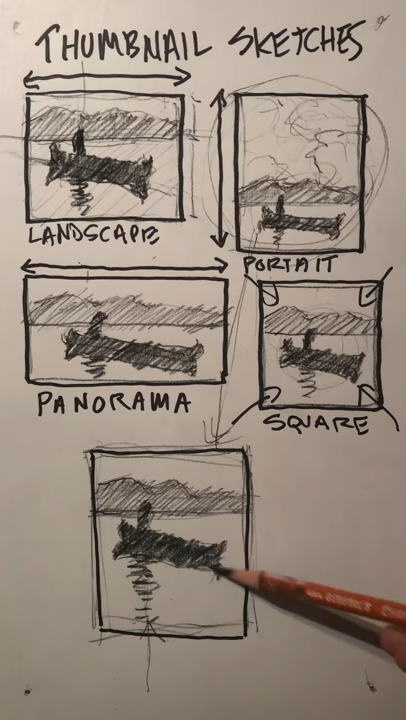 THUMBNAIL SKETCHES
LANDSCAPE
PORTAIT
PANORAMA
SQUARE